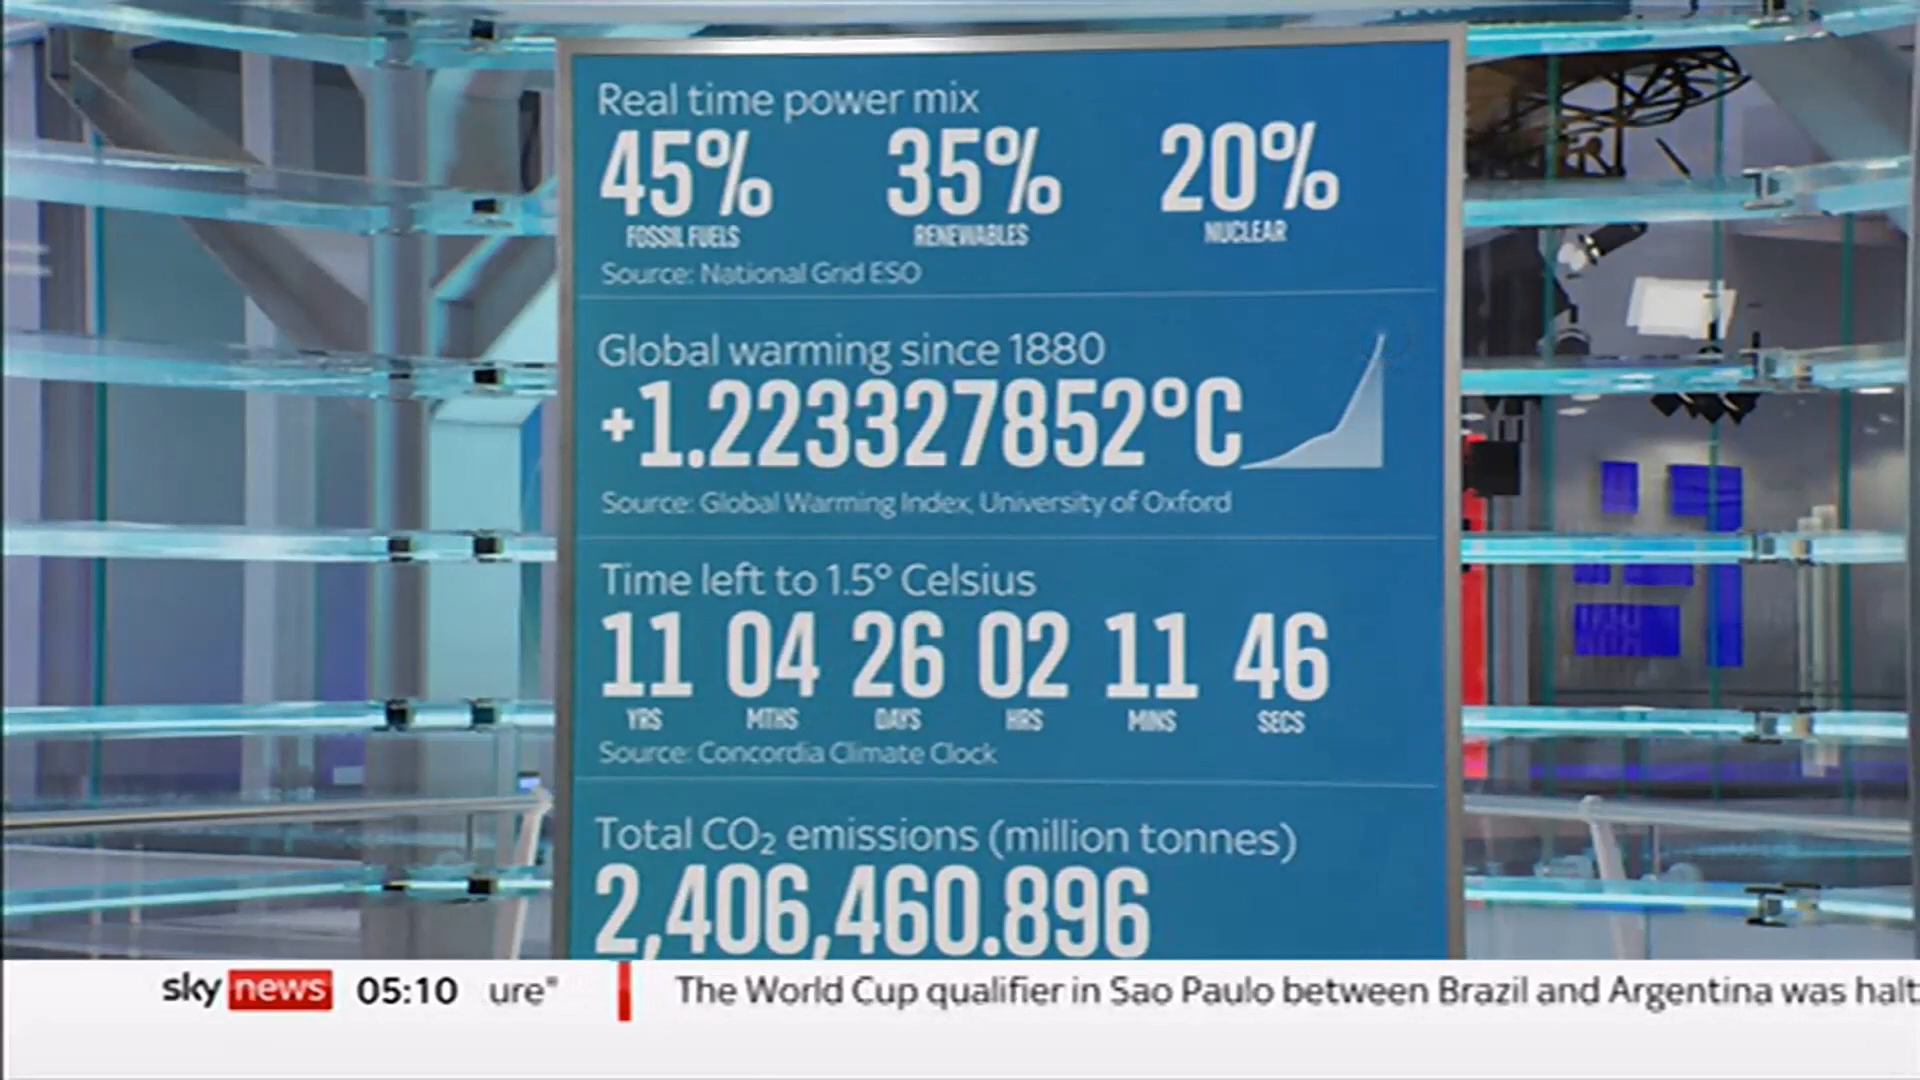 Real time power mix
45% 35% 20%
FOSSIL FUELS RENEWABLES NUCLEAR
Source: National Grid ESO
Global warming since 1880
+1.223327852°C
Source: Global Warming Index, University of Oxford
Time left to 1.5° Celsius
11 04 26 02 11 46
YRS MTHS DAYS HRS MINS SECS
Source: Concordia Climate Clock
Total CO₂ emissions (million tonnes)
2,406,460.896
sky news 05:10 ure" The World Cup qualifier in Sao Paulo between Brazil and Argentina was halt